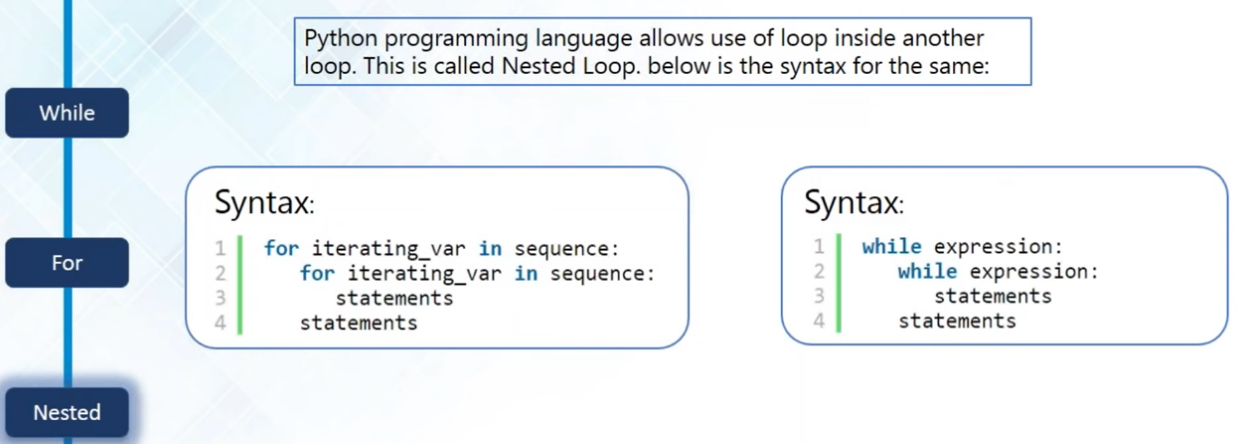 Python programming language allows use of loop inside another
loop. This is called Nested Loop. below is the syntax for the same:
While
For
Nested
Syntax:
1 for iterating_var in sequence:
2 for iterating_var in sequence:
3 statements
4 statements
Syntax:
1 while expression:
2 while expression:
3 statements
4 statements